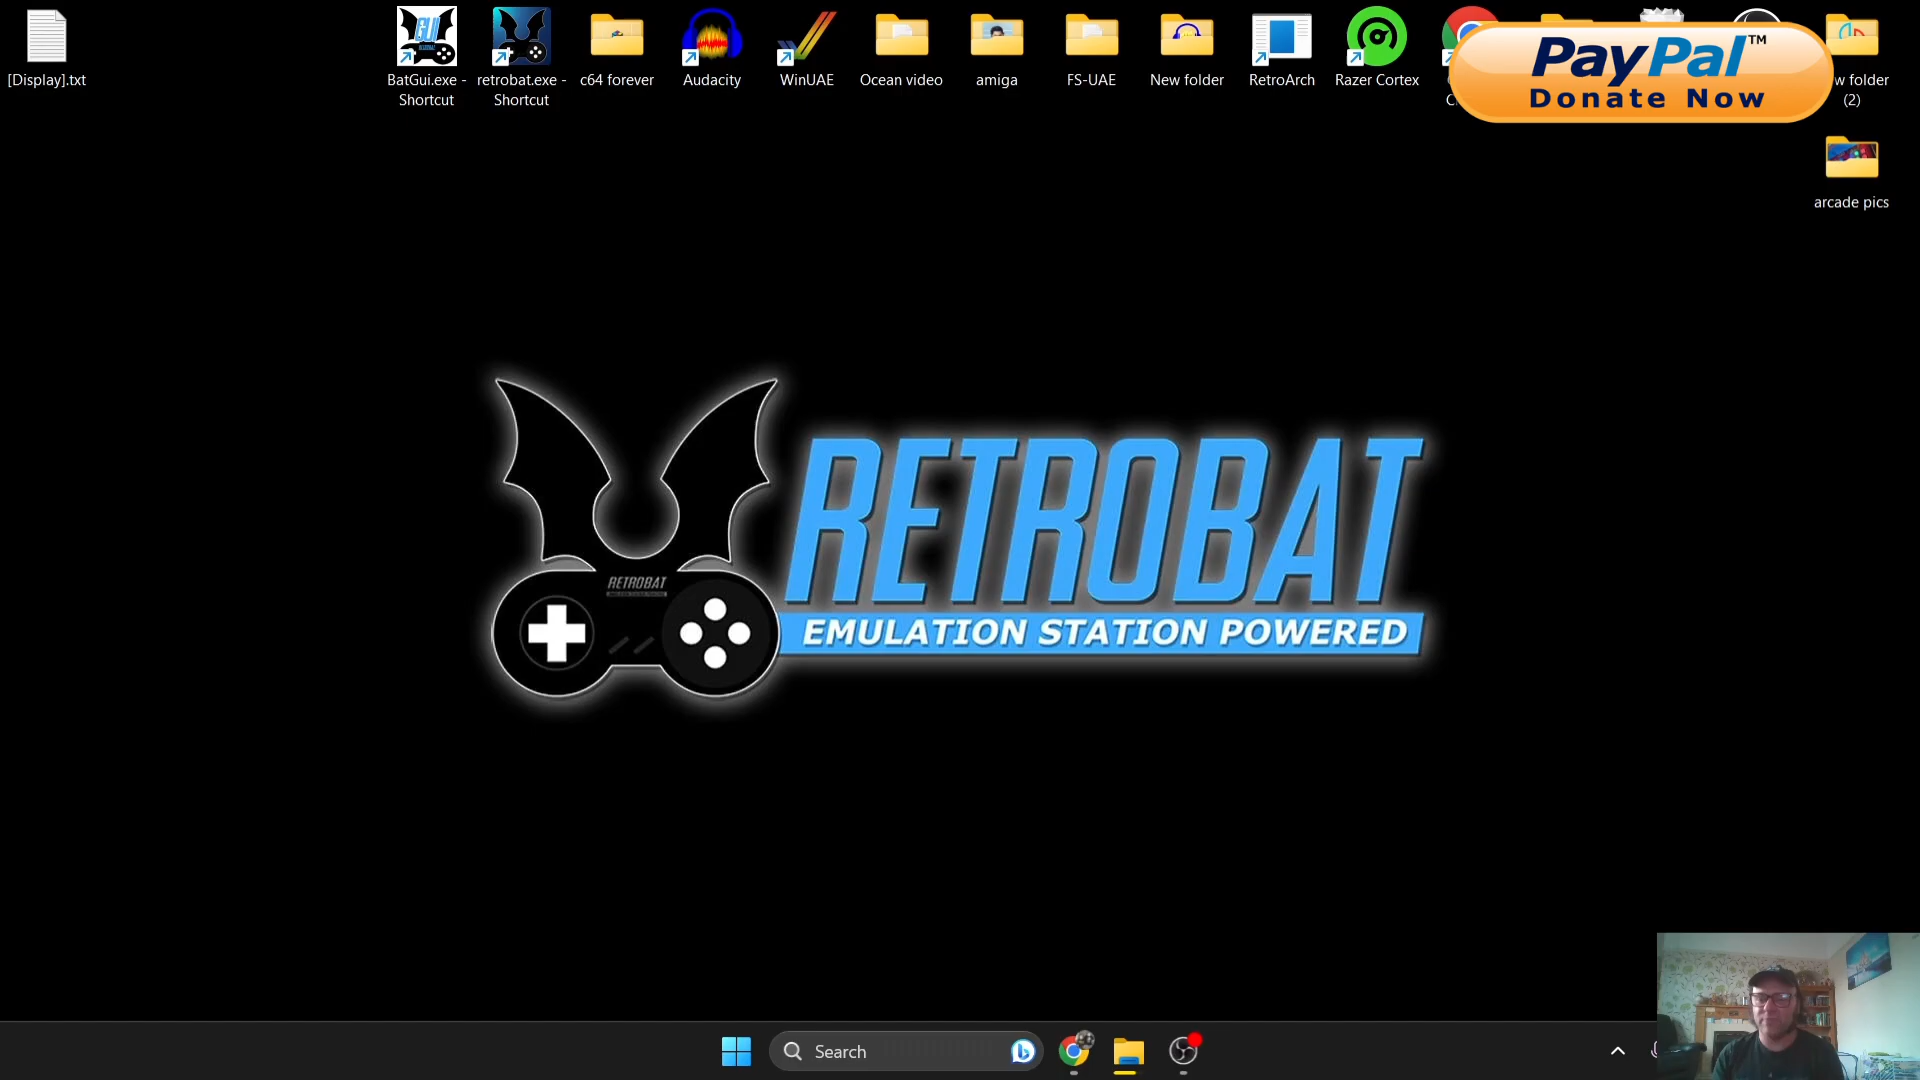 [Display].txt
BatGui.exe -
Shortcut
retrobat.exe -
Shortcut
c64 forever
Audacity
WinUAE
Ocean video
amiga
FS-UAE
New folder
RetroArch
Razer Cortex
PayPal™
Donate Now
w folder
(2)
arcade pics
GUI
RETROBAT
RETROBAT
EMULATION STATION POWERED
Search